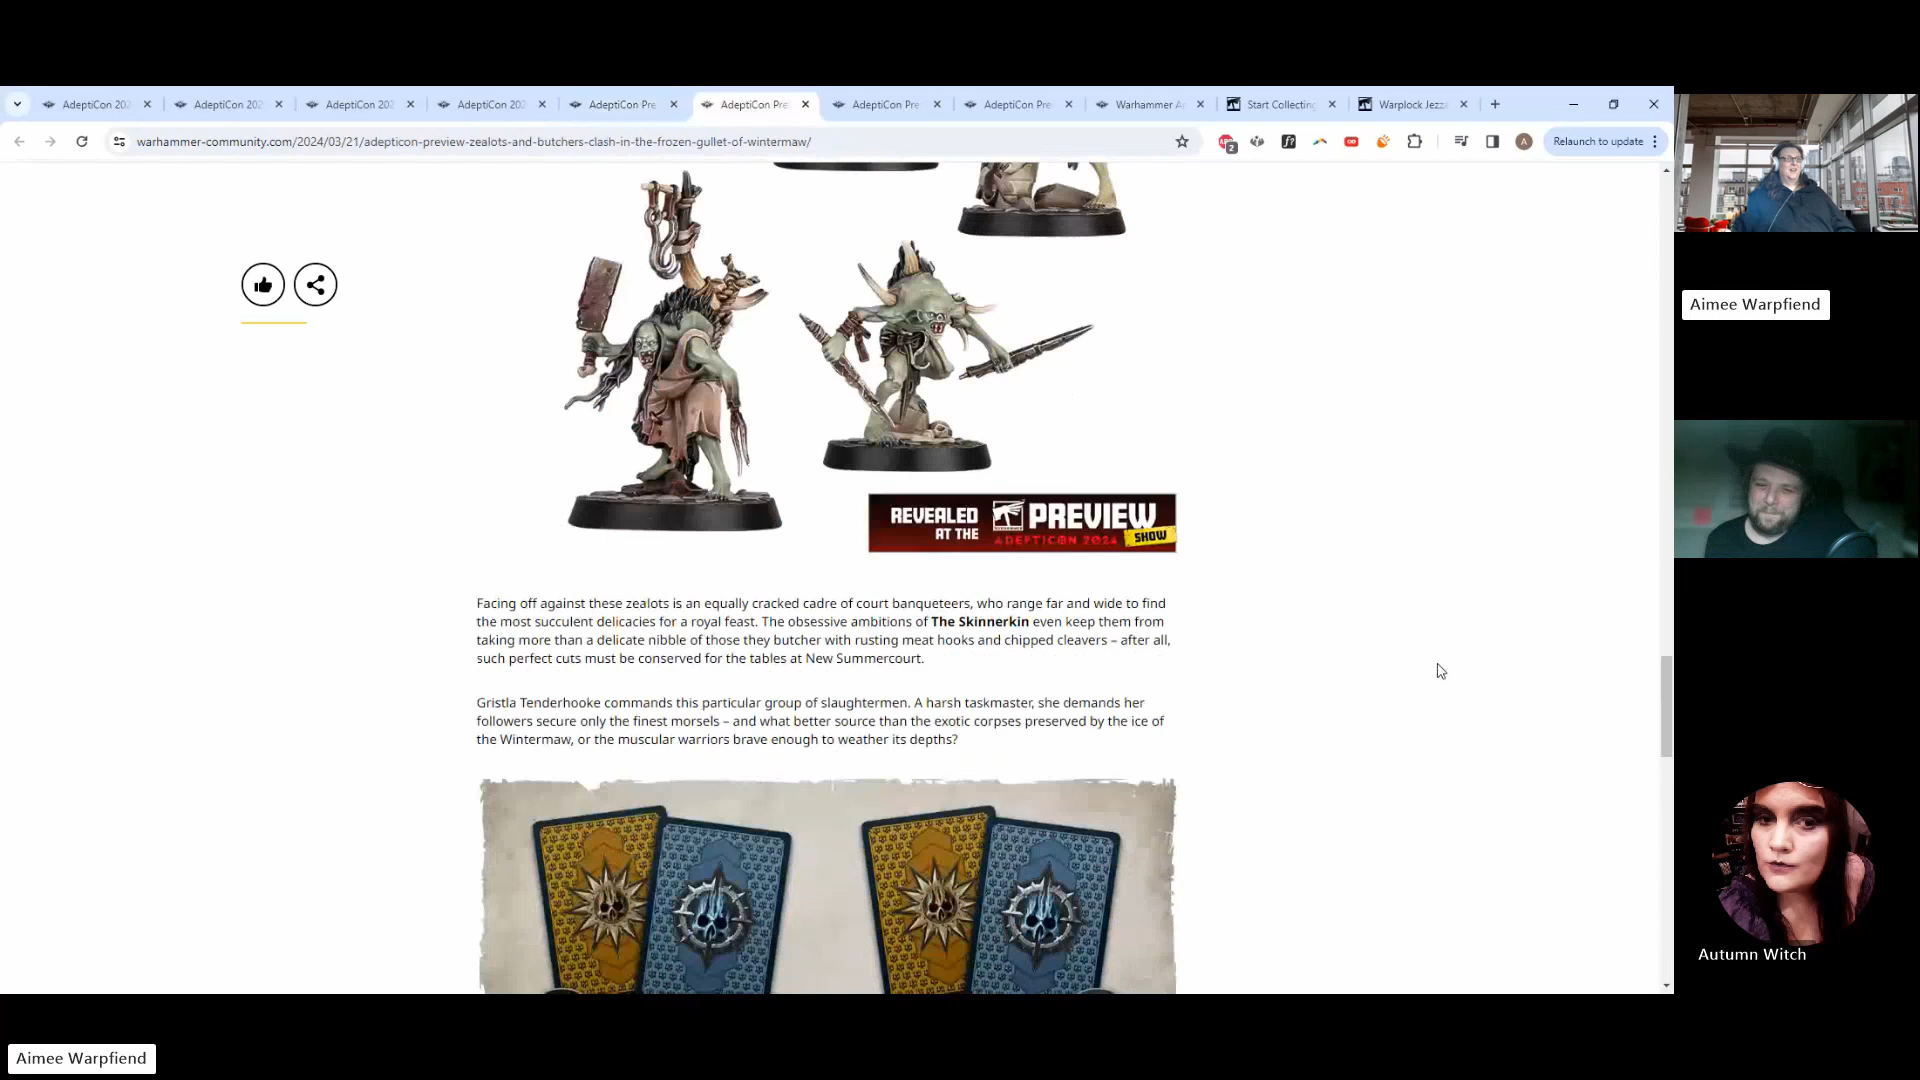 AdeptiCon 202
AdeptiCon 202
AdeptiCon 202
AdeptiCon 202
AdeptiCon Pre
AdeptiCon Pre
AdeptiCon Pre
AdeptiCon Pre
Warhammer A
Start Collecting
Warplock Jezza
warhammer-community.com/2024/03/21/adepticon-preview-zealots-and-butchers-clash-in-the-frozen-gullet-of-wintermaw/
2
A
Relaunch to update
Aimee Warpfiend
REVEALED
AT THE
PREVIEW
ADEPTICON 2024
SHOW
Facing off against these zealots is an equally cracked cadre of court banqueteers, who range far and wide to find
the most succulent delicacies for a royal feast. The obsessive ambitions of The Skinnerkin even keep them from
taking more than a delicate nibble of those they butcher with rusting meat hooks and chipped cleavers – after all,
such perfect cuts must be conserved for the tables at New Summercourt.
Gristla Tenderhooke commands this particular group of slaughtermen. A harsh taskmaster, she demands her
followers secure only the finest morsels – and what better source than the exotic corpses preserved by the ice of
the Wintermaw, or the muscular warriors brave enough to weather its depths?
Autumn Witch
Aimee Warpfiend